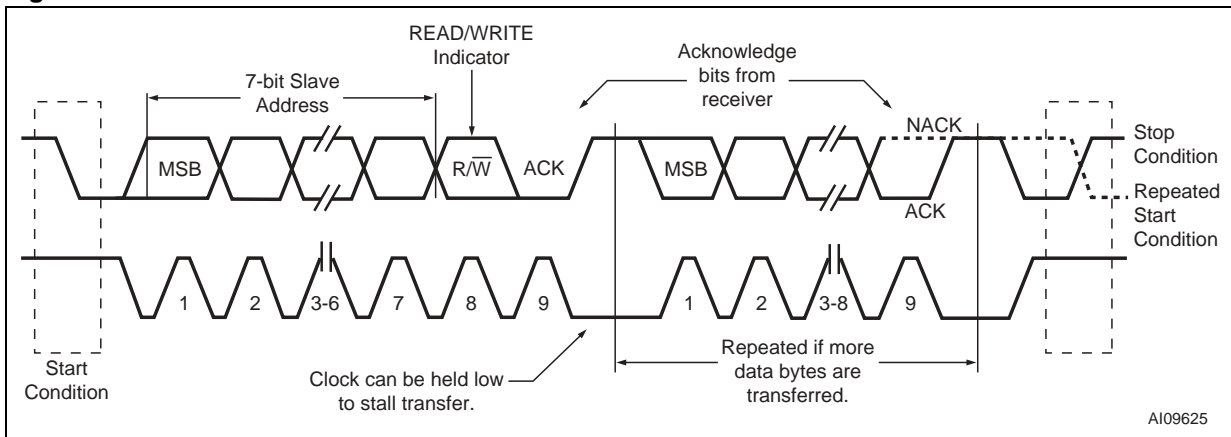 READ/WRITE
Indicator
Acknowledge
bits from
receiver
7-bit Slave
Address
NACK
Stop
Condition
MSB
R/W̅
ACK
MSB
ACK
Repeated
Start
Condition
1
2
3-6
7
8
9
1
2
3-8
9
Start
Condition
Clock can be held low
to stall transfer.
Repeated if more
data bytes are
transferred.
AI09625